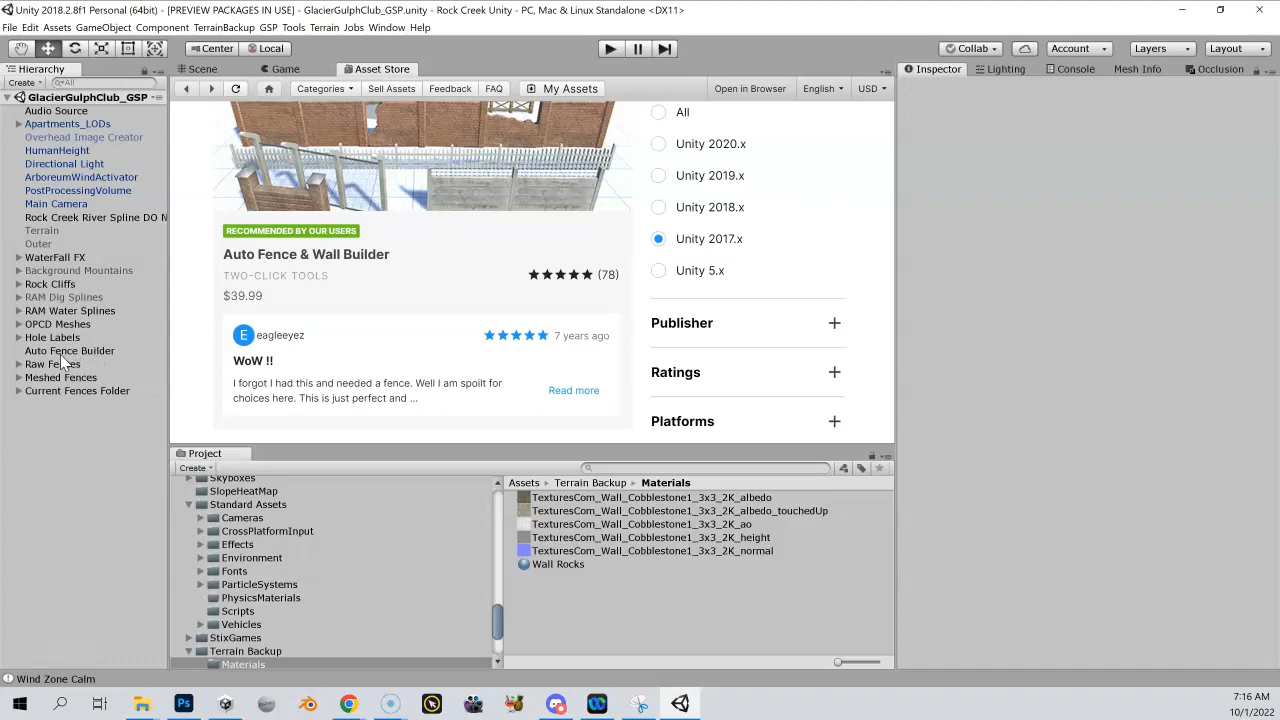 Unity 2018.2.8f1 Personal (64bit) - [PREVIEW PACKAGES IN USE] - GlacierGulphClub_GSP.unity - Rock Creek Unity - PC, Mac & Linux Standalone <DX11>
File Edit Assets GameObject Component TerrainBackup GSP Tools Terrain Jobs Window Help
Center Local Collab Account Layers Layout
Hierarchy Scene Game Asset Store Inspector Lighting Console Mesh Info Occlusion
Create All Categories Sell Assets Feedback FAQ My Assets Open in Browser English USD
GlacierGulphClub_GSP
Audio Source
Apartments_LODs
Overhead Image Creator
HumanHeight
Directional Light
ArboreumWindActivator
PostProcessingVolume
Main Camera
Rock Creek River Spline DO N
Terrain
Outer
WaterFall FX
Background Mountains
Rock Cliffs
RAM Dig Splines
RAM Water Splines
OPCD Meshes
Hole Labels
Auto Fence Builder
Raw Fences
Meshed Fences
Current Fences Folder
RECOMMENDED BY OUR USERS
Auto Fence & Wall Builder
TWO-CLICK TOOLS
(78)
$39.99
E eagleeyez 7 years ago
WoW !!
I forgot I had this and needed a fence. Well I am spoilt for
choices here. This is just perfect and ...
Read more
All
Unity 2020.x
Unity 2019.x
Unity 2018.x
Unity 2017.x
Unity 5.x
Publisher
Ratings
Platforms
Project
Create
Skyboxes
SlopeHeatMap
Standard Assets
Cameras
CrossPlatformInput
Effects
Environment
Fonts
ParticleSystems
PhysicsMaterials
Scripts
Vehicles
StixGames
Terrain Backup
Materials
Assets Terrain Backup Materials
TexturesCom_Wall_Cobblestone1_3x3_2K_albedo
TexturesCom_Wall_Cobblestone1_3x3_2K_albedo_touchedUp
TexturesCom_Wall_Cobblestone1_3x3_2K_ao
TexturesCom_Wall_Cobblestone1_3x3_2K_height
TexturesCom_Wall_Cobblestone1_3x3_2K_normal
Wall Rocks
Wind Zone Calm
Ps
7:16 AM
10/1/2022